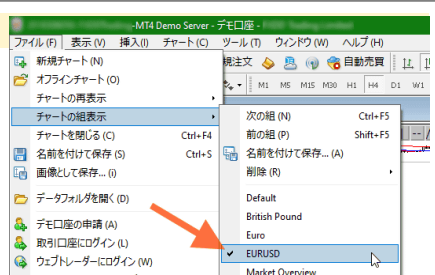 -MT4 Demo Server - デモ口座 -
ファイル (F) 表示 (V) 挿入(I) チャート(C) ツール(T) ウィンドウ (W) ヘルプ (H)
新規チャート (N)
規注文 自動売買
オフラインチャート (O)
チャートの再表示
M1 M5 M15 M30 H1 H4 D1 W1
チャートの組表示
次の組 (N) Ctrl+F5
チャートを閉じる (C) Ctrl+F4
前の組 (P) Shift+F5
名前を付けて保存 (S) Ctrl+S
名前を付けて保存... (A)
画像として保存... (i)
削除 (R)
データフォルダを開く (D)
Default
デモ口座の申請 (A)
British Pound
取引口座にログイン (L)
Euro
ウェブトレーダーにログイン (W)
EURUSD
Market Overview